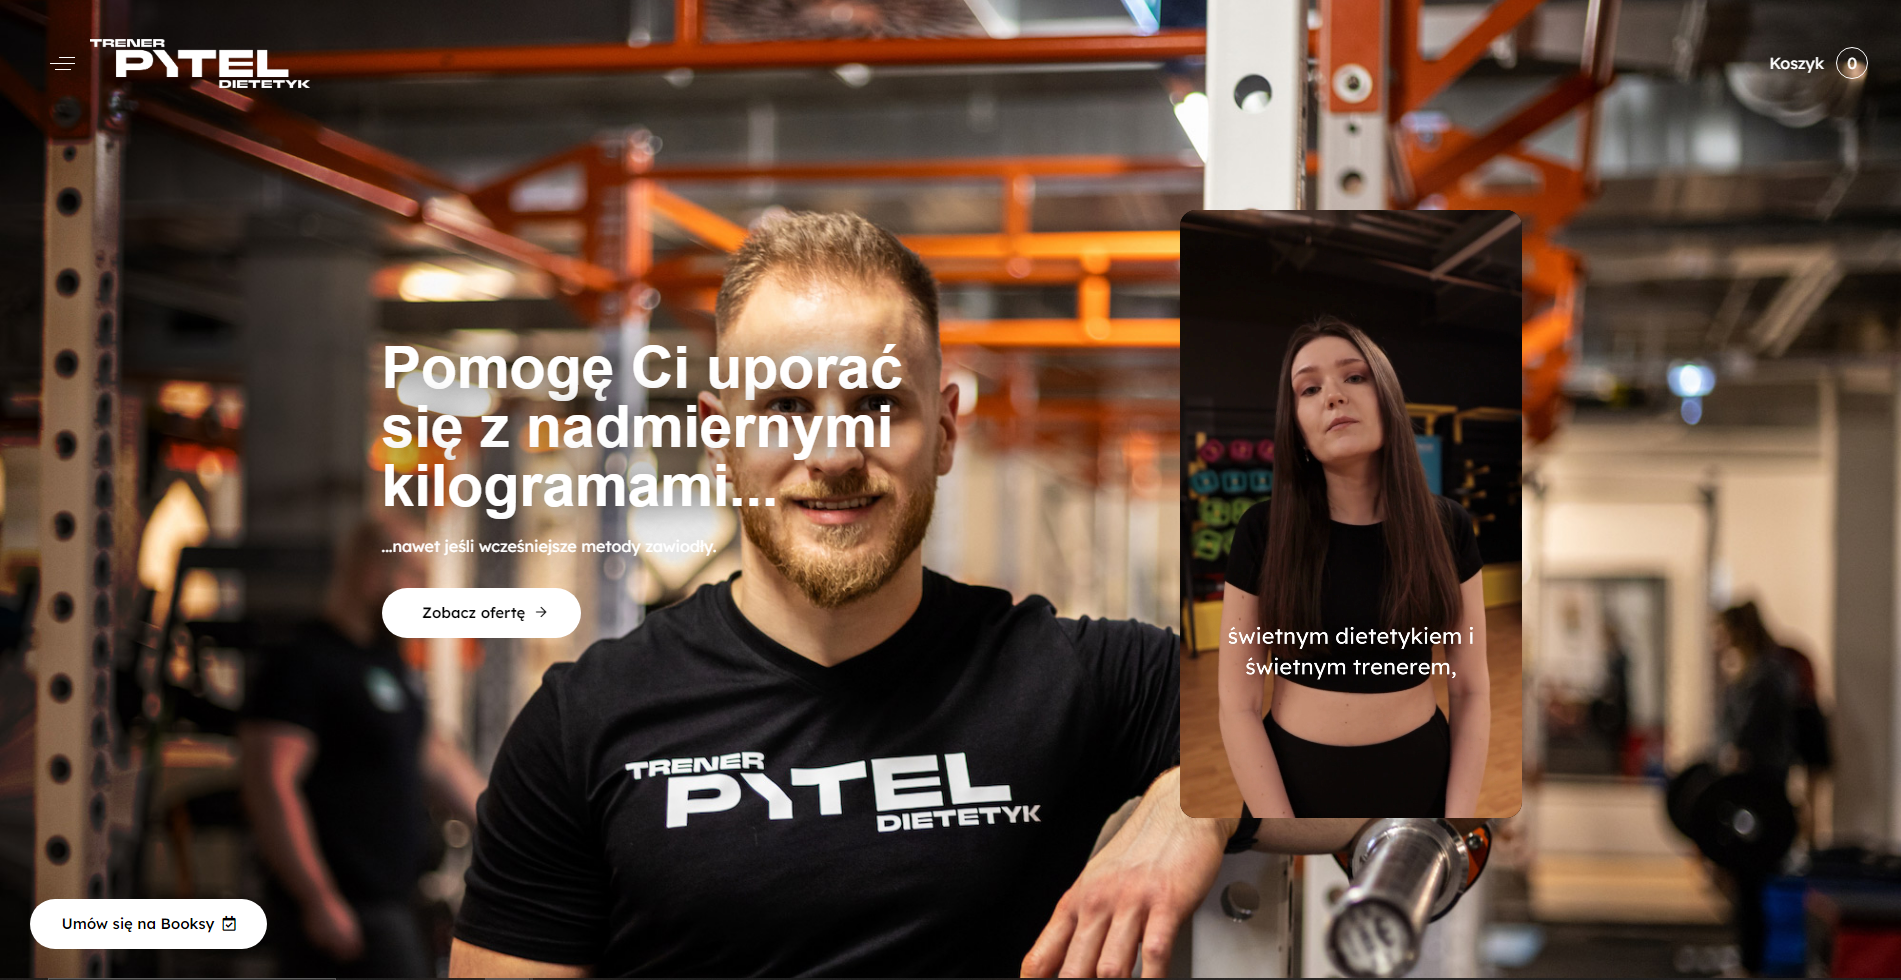 TRENER
PYTEL
DIETETYK
Koszyk 0
Pomogę Ci uporać
się z nadmiernymi
kilogramami...
...nawet jeśli wcześniejsze metody zawiodły.
Zobacz ofertę →
świetnym dietetykiem i
świetnym trenerem,
TRENER
PYTEL
DIETETYK
Umów się na Booksy